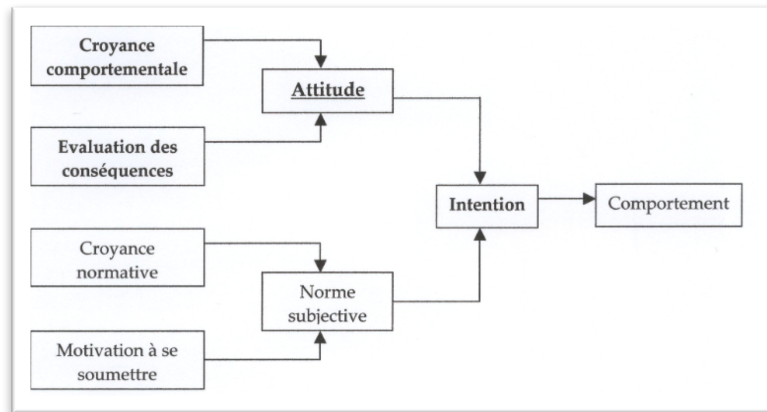 Croyance
comportementale
Attitude
Evaluation des
conséquences
Intention
Comportement
Croyance
normative
Norme
subjective
Motivation à se
soumettre